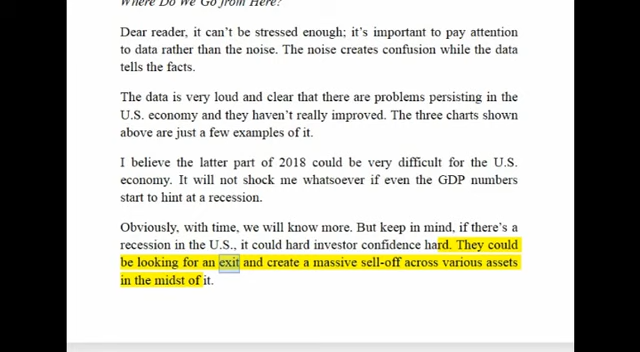 Where Do We Go from Here?
Dear reader, it can't be stressed enough; it's important to pay attention
to data rather than the noise. The noise creates confusion while the data
tells the facts.
The data is very loud and clear that there are problems persisting in the
U.S. economy and they haven't really improved. The three charts shown
above are just a few examples of it.
I believe the latter part of 2018 could be very difficult for the U.S.
economy. It will not shock me whatsoever if even the GDP numbers
start to hint at a recession.
Obviously, with time, we will know more. But keep in mind, if there's a
recession in the U.S., it could hard investor confidence hard. They could
be looking for an exit and create a massive sell-off across various assets
in the midst of it.